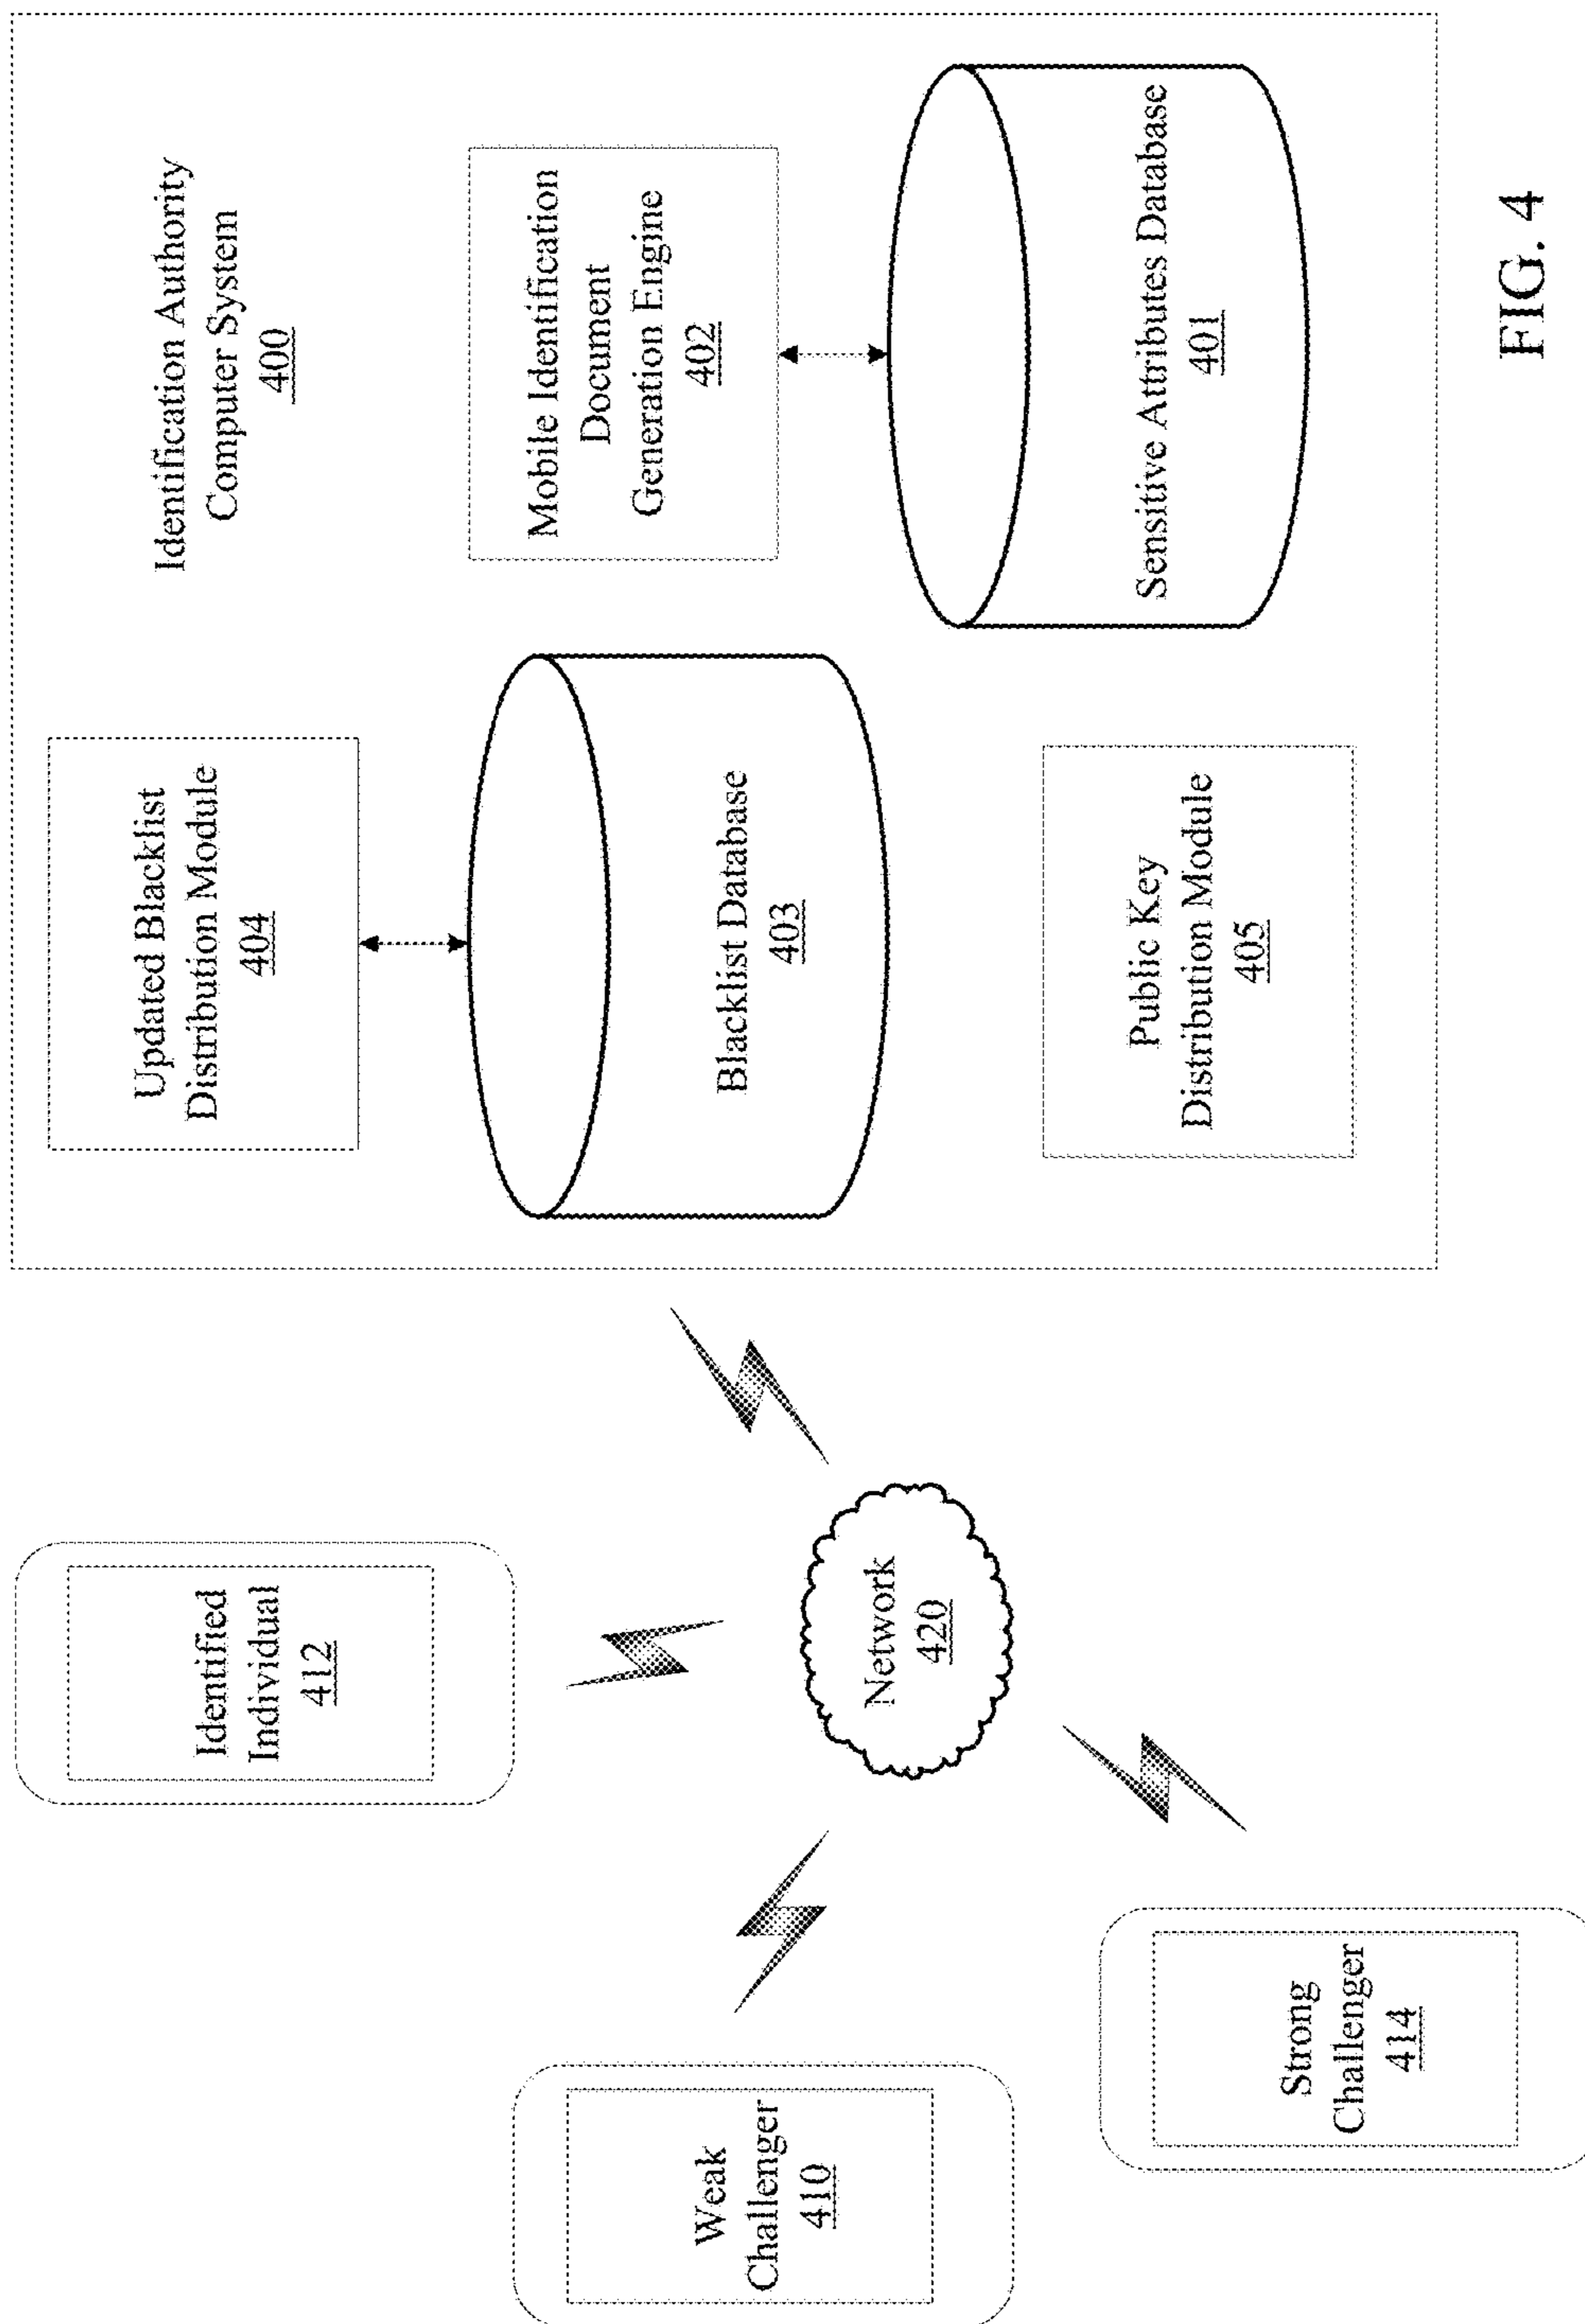 Identified
Individual
412
Weak
Challenger
410
Network
420
Strong
Challenger
414
Updated Blacklist
Distribution Module
404
Identification Authority
Computer System
400
Blacklist Database
403
Mobile Identification
Document
Generation Engine
402
Public Key
Distribution Module
405
Sensitive Attributes Database
401
FIG. 4